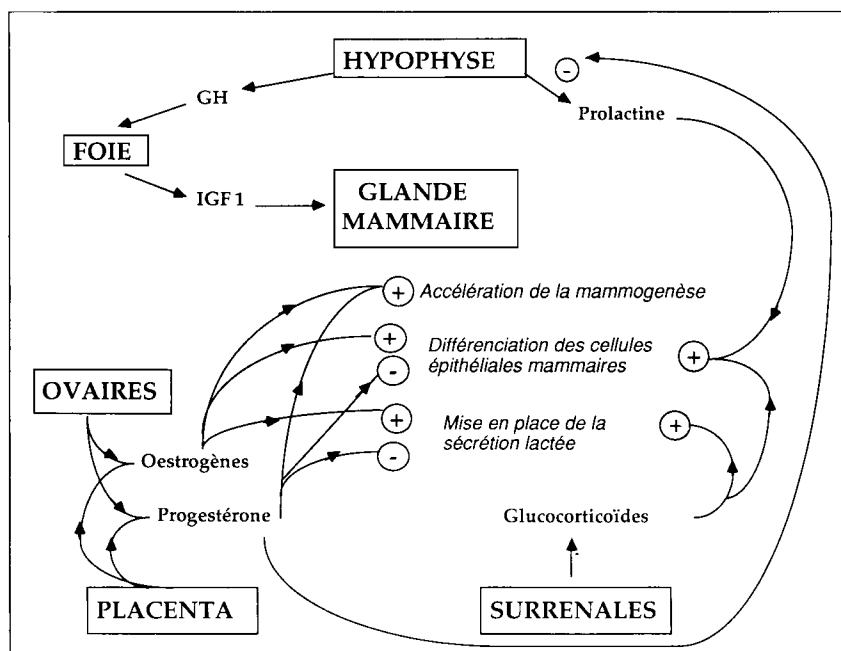 HYPOPHYSE
-
GH
Prolactine
FOIE
IGF 1
GLANDE
MAMMAIRE
+ Accélération de la mammogenèse
+
Différenciation des cellules
épithéliales mammaires
+
-
OVAIRES
+
Mise en place de la
sécrétion lactée
+
-
Oestrogènes
Progestérone
Glucocorticoïdes
PLACENTA
SURRENALES